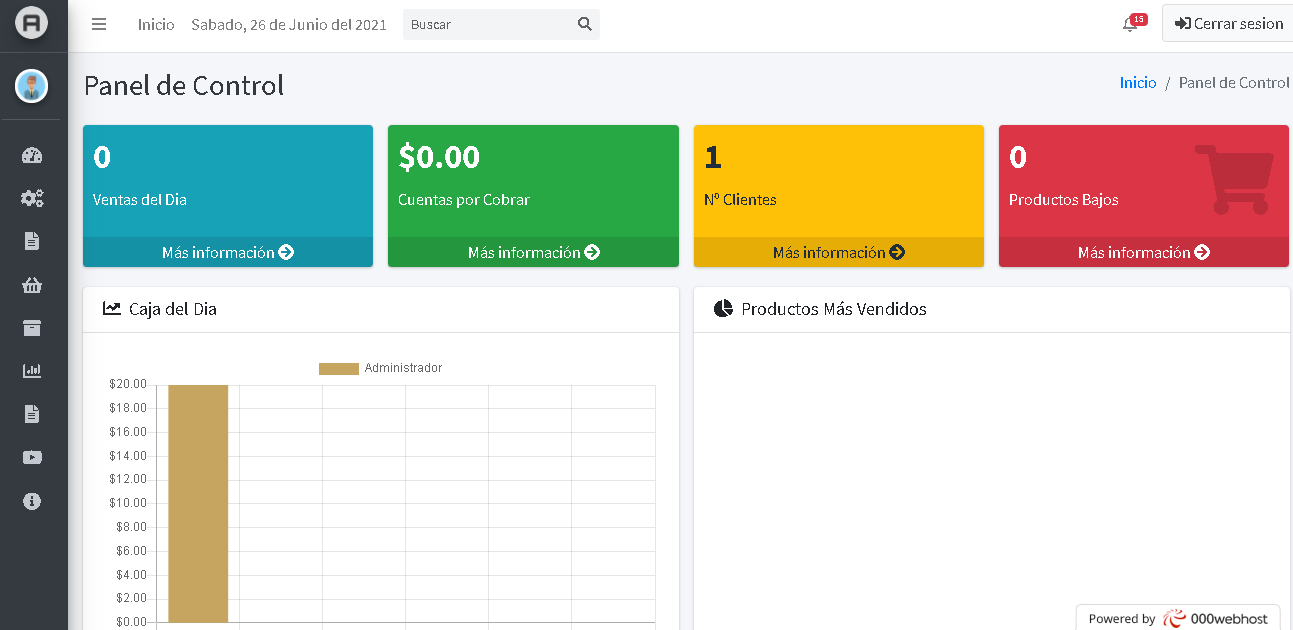 Inicio Sabado, 26 de Junio del 2021 Buscar 15 Cerrar sesion
Panel de Control
Inicio / Panel de Control
0
Ventas del Dia
Más información
$0.00
Cuentas por Cobrar
Más información
1
Nº Clientes
Más información
0
Productos Bajos
Más información
Caja del Dia
Administrador
$20.00
$18.00
$16.00
$14.00
$12.00
$10.00
$8.00
$6.00
$4.00
$2.00
$0.00
Productos Más Vendidos
Powered by 000webhost